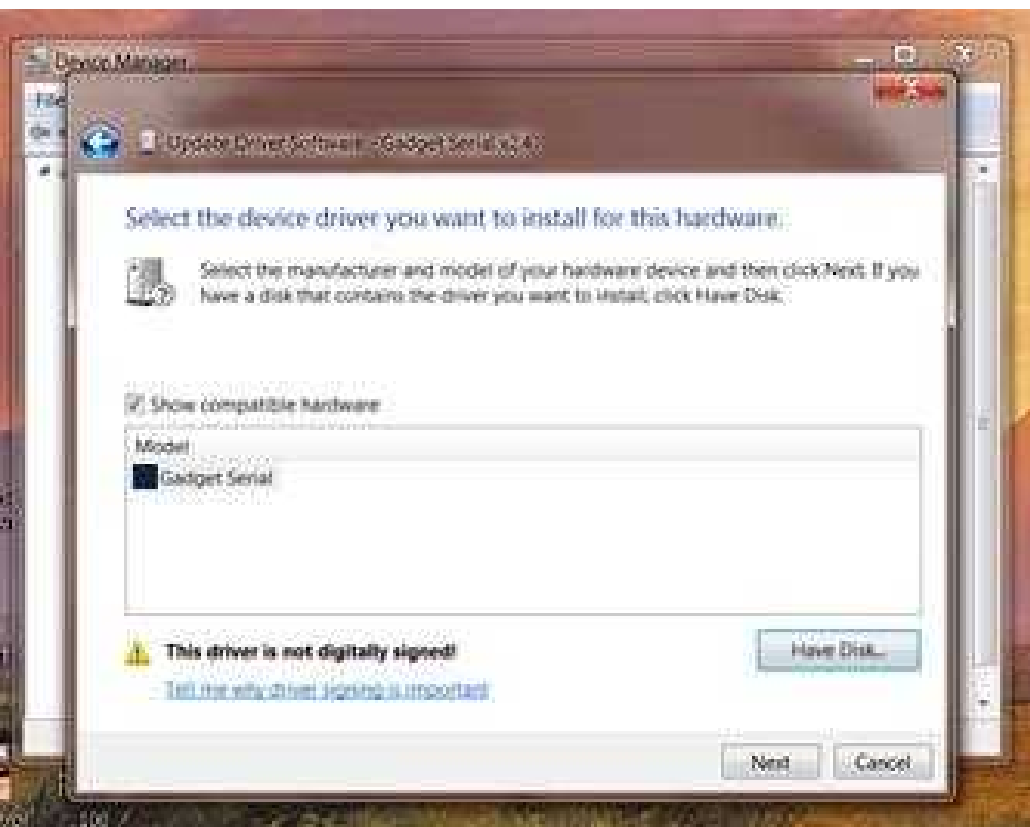 Device Manager
File
Update Driver Software - Gadget Serial v2.4
Select the device driver you want to install for this hardware.
Select the manufacturer and model of your hardware device and then click Next. If you
have a disk that contains the driver you want to install, click Have Disk.
Show compatible hardware
Model
Gadget Serial
This driver is not digitally signed!
Have Disk...
Tell me why driver signing is important
Next
Cancel